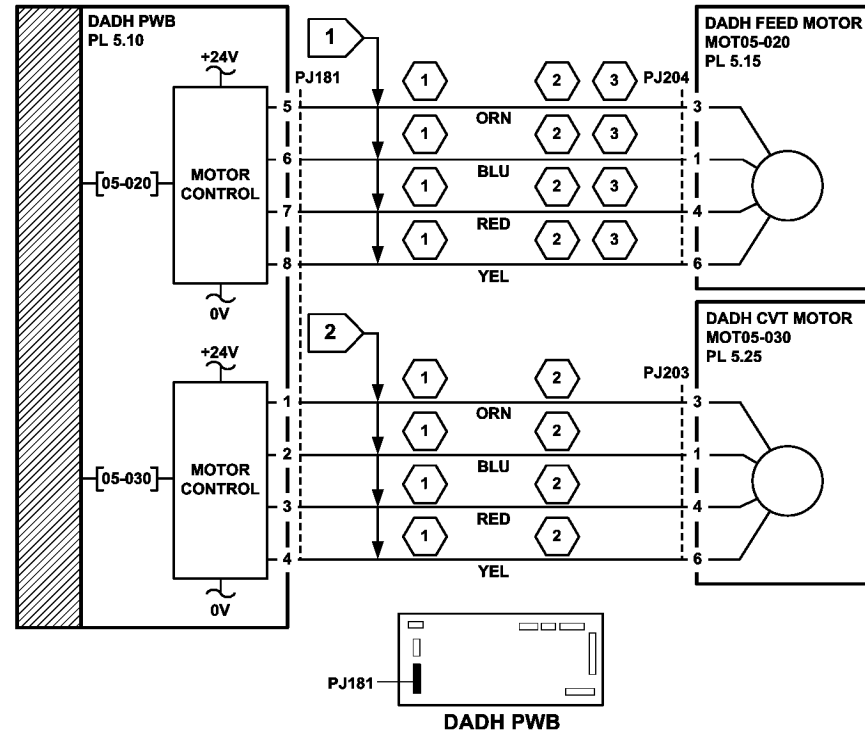 DADH PWB
PL 5.10
+24V
MOTOR
CONTROL
[05-020]
0V
5
6
7
8
PJ181
1
1 2 3
ORN
1 2 3
BLU
1 2 3
RED
1 2 3
YEL
PJ204
3
1
4
6
DADH FEED MOTOR
MOT05-020
PL 5.15
+24V
MOTOR
CONTROL
[05-030]
0V
1
2
3
4
2
1 2
ORN
1 2
BLU
1 2
RED
1 2
YEL
PJ203
3
1
4
6
DADH CVT MOTOR
MOT05-030
PL 5.25
PJ181
DADH PWB